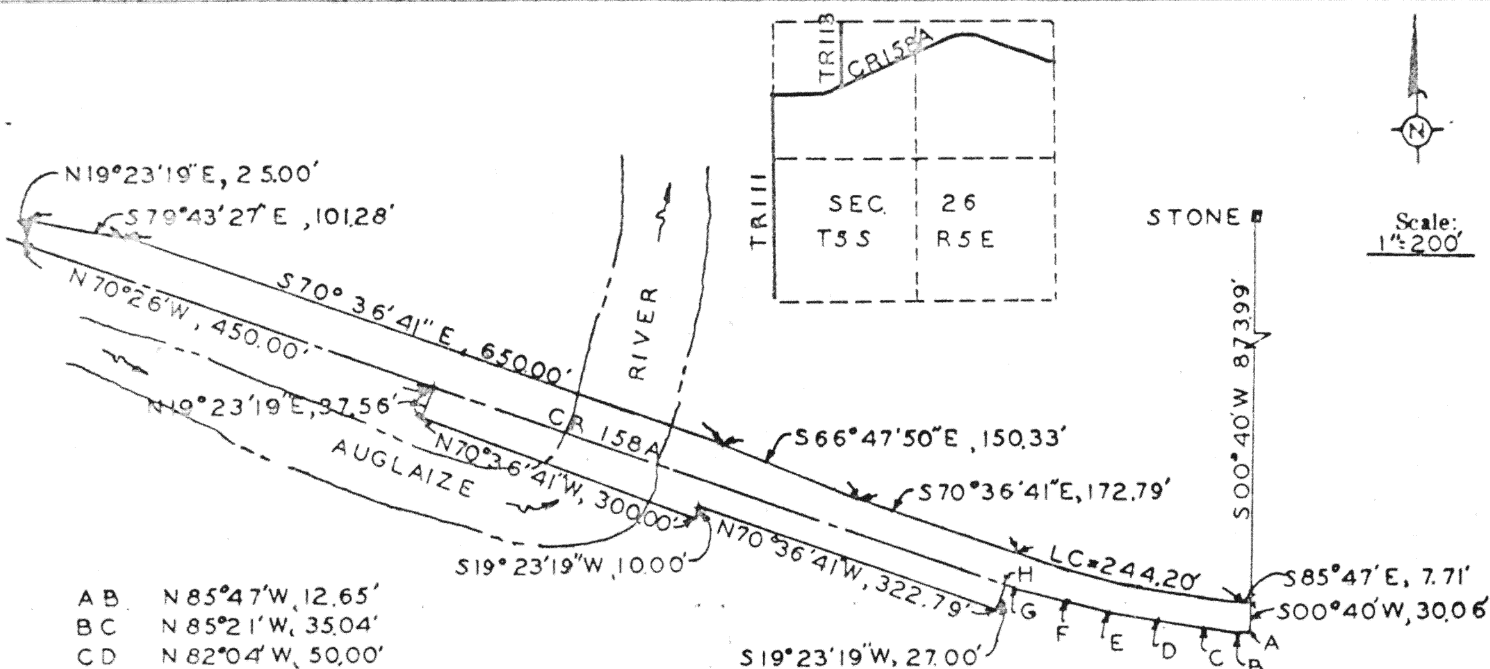 TR113
CR158A
N
N19°23'19"E, 25.00'
S79°43'27"E, 101.28'
TR111
SEC. 26
T5S R5E
STONE
Scale:
1"=200'
N70°26'W, 450.00'
S70°36'41"E, 650.00'
RIVER
S00°40'W 873.99'
N19°23'19"E, 37.56'
CR 158A
S66°47'50"E, 150.33'
AUGLAIZE
N70°36'41"W, 300.00'
S70°36'41"E, 172.79'
S19°23'19"W, 10.00'
N70°36'41"W, 322.79'
LC=244.20'
S85°47'E, 7.71'
S00°40'W, 30.06'
H
G
F
E
D
C
B
A
S19°23'19"W, 27.00'
AB N85°47'W, 12.65'
BC N85°21'W, 35.04'
CD N82°04'W, 50.00'